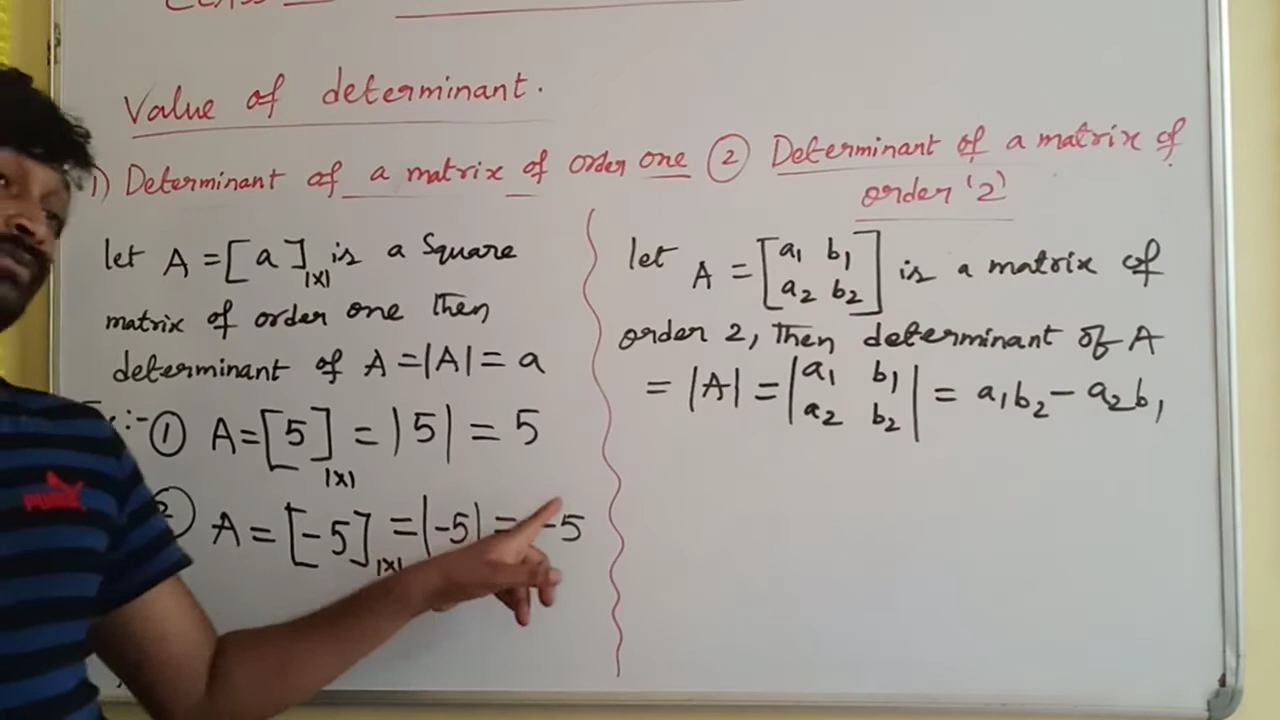 Value of determinant.
1) Determinant of a matrix of order one
let A = [a]1x1 is a Square
matrix of order one then
determinant of A = |A| = a
① A = [5]1x1 = |5| = 5
A = [-5]1x1 = |-5| = -5
② Determinant of a matrix of
order '2'
let A = [a1 b1
a2 b2] is a matrix of
order 2, then determinant of A
= |A| = |a1 b1
a2 b2| = a1b2 - a2b1